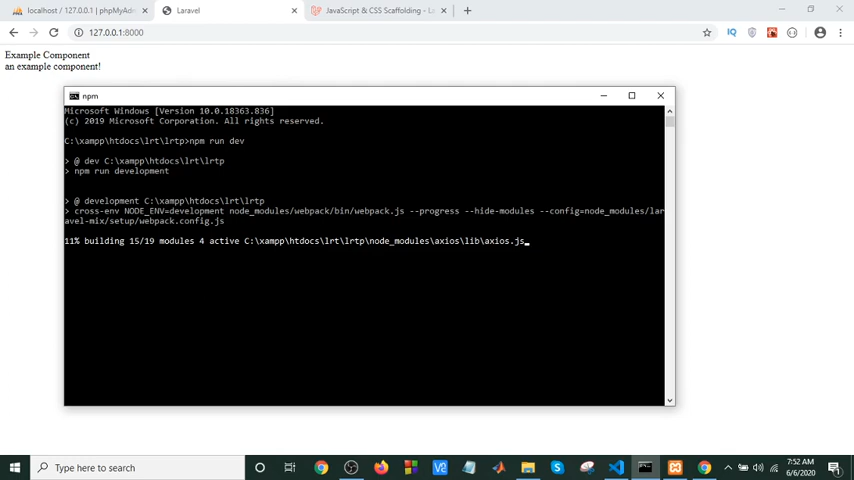 localhost / 127.0.0.1 | phpMyAd
Laravel
JavaScript & CSS Scaffolding - L
127.0.0.1:8000
IQ
Example Component
an example component!
npm
Microsoft Windows [Version 10.0.18363.836]
(c) 2019 Microsoft Corporation. All rights reserved.
C:\xampp\htdocs\lrt\lrtp>npm run dev
> @ dev C:\xampp\htdocs\lrt\lrtp
> npm run development
> @ development C:\xampp\htdocs\lrt\lrtp
> cross-env NODE_ENV=development node_modules/webpack/bin/webpack.js --progress --hide-modules --config=node_modules/lar
avel-mix/setup/webpack.config.js
11% building 15/19 modules 4 active C:\xampp\htdocs\lrt\lrtp\node_modules\axios\lib\axios.js
Type here to search
7:52 AM
6/6/2020